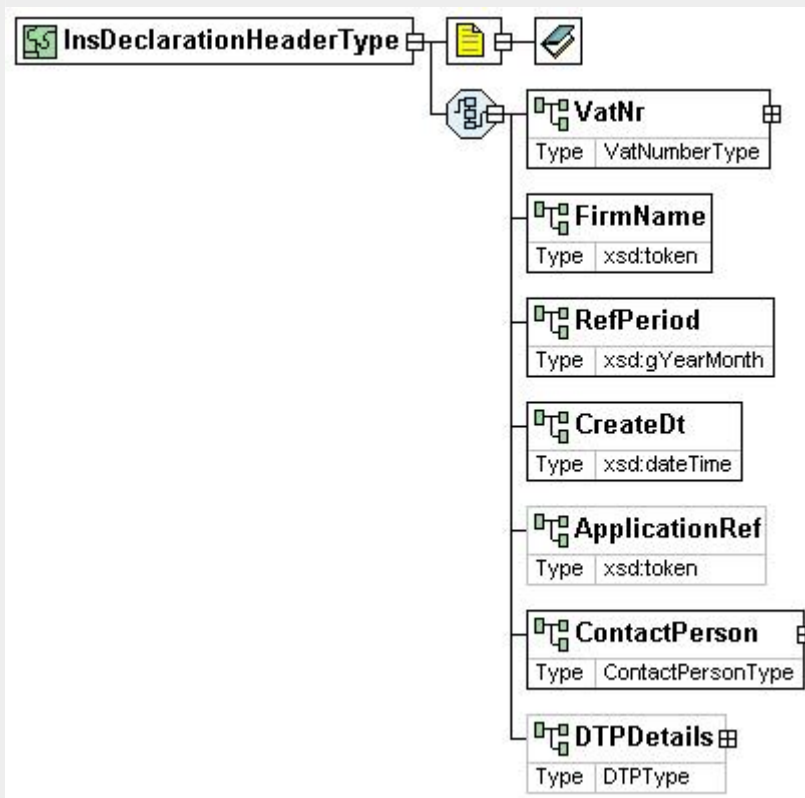 InsDeclarationHeaderType
VatNr
Type VatNumberType
FirmName
Type xsd:token
RefPeriod
Type xsd:gYearMonth
CreateDt
Type xsd:dateTime
ApplicationRef
Type xsd:token
ContactPerson
Type ContactPersonType
DTPDetails
Type DTPType